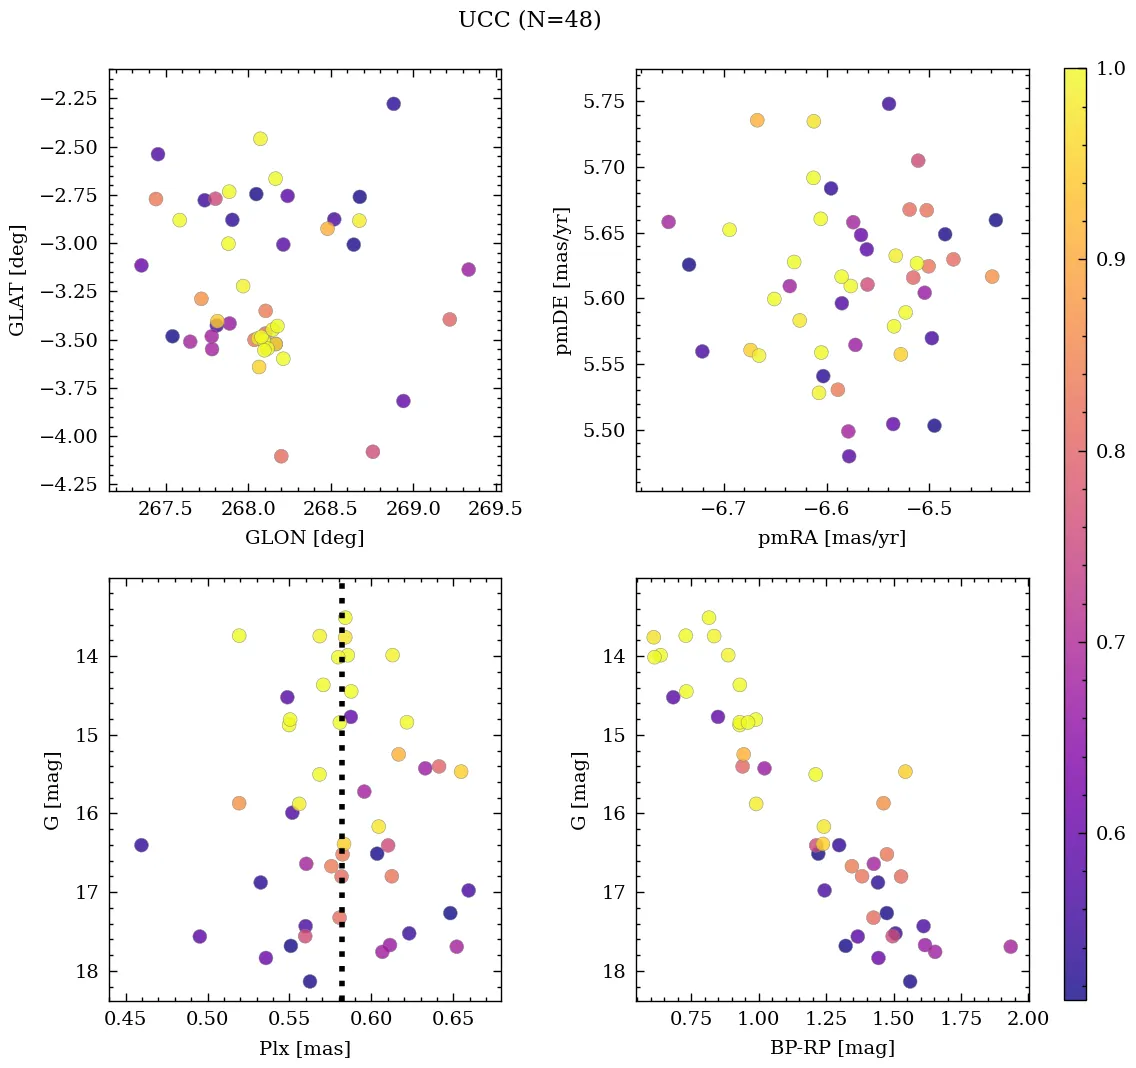 UCC (N=48)
−2.25
−2.50
−2.75
−3.00
−3.25
−3.50
−3.75
−4.00
−4.25
GLAT [deg]
267.5 268.0 268.5 269.0 269.5
GLON [deg]
5.75
5.70
5.65
5.60
5.55
5.50
pmDE [mas/yr]
−6.7 −6.6 −6.5
pmRA [mas/yr]
14
15
16
17
18
G [mag]
0.45 0.50 0.55 0.60 0.65
Plx [mas]
14
15
16
17
18
G [mag]
0.75 1.00 1.25 1.50 1.75 2.00
BP-RP [mag]
1.0
0.9
0.8
0.7
0.6